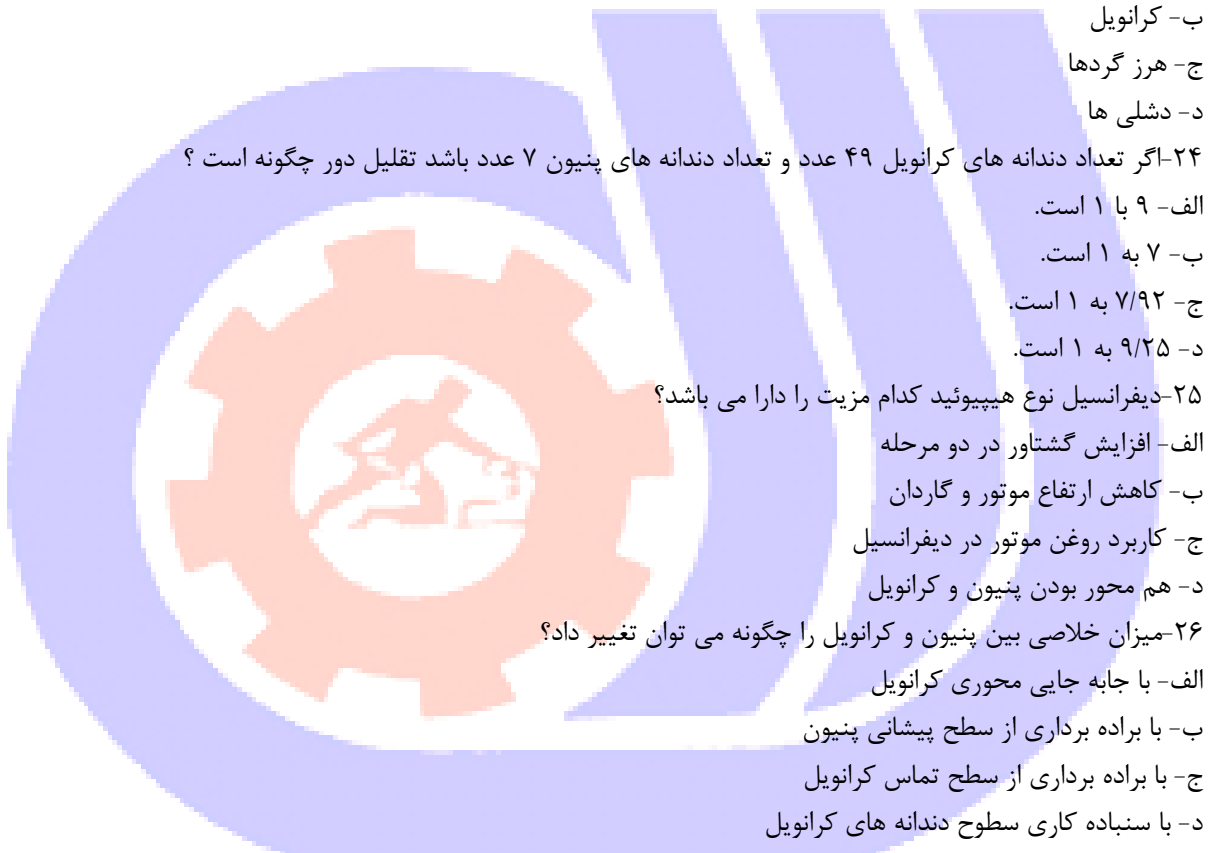 ب- کرانویل
ج- هرز گردها
د- دشلی ها
۲۴-اگر تعداد دندانه های کرانویل ۴۹ عدد و تعداد دندانه های پنیون ۷ عدد باشد تقلیل دور چگونه است ؟
الف- ۹ با ۱ است.
ب- ۷ به ۱ است.
ج- ۷/۹۲ به ۱ است.
د- ۹/۲۵ به ۱ است.
۲۵-دیفرانسیل نوع هیپیوئید کدام مزیت را دارا می باشد؟
الف- افزایش گشتاور در دو مرحله
ب- کاهش ارتفاع موتور و گاردان
ج- کاربرد روغن موتور در دیفرانسیل
د- هم محور بودن پنیون و کرانویل
۲۶-میزان خلاصی بین پنیون و کرانویل را چگونه می توان تغییر داد؟
الف- با جابه جایی محوری کرانویل
ب- با براده برداری از سطح پیشانی پنیون
ج- با براده برداری از سطح تماس کرانویل
د- با سنباده کاری سطوح دندانه های کرانویل